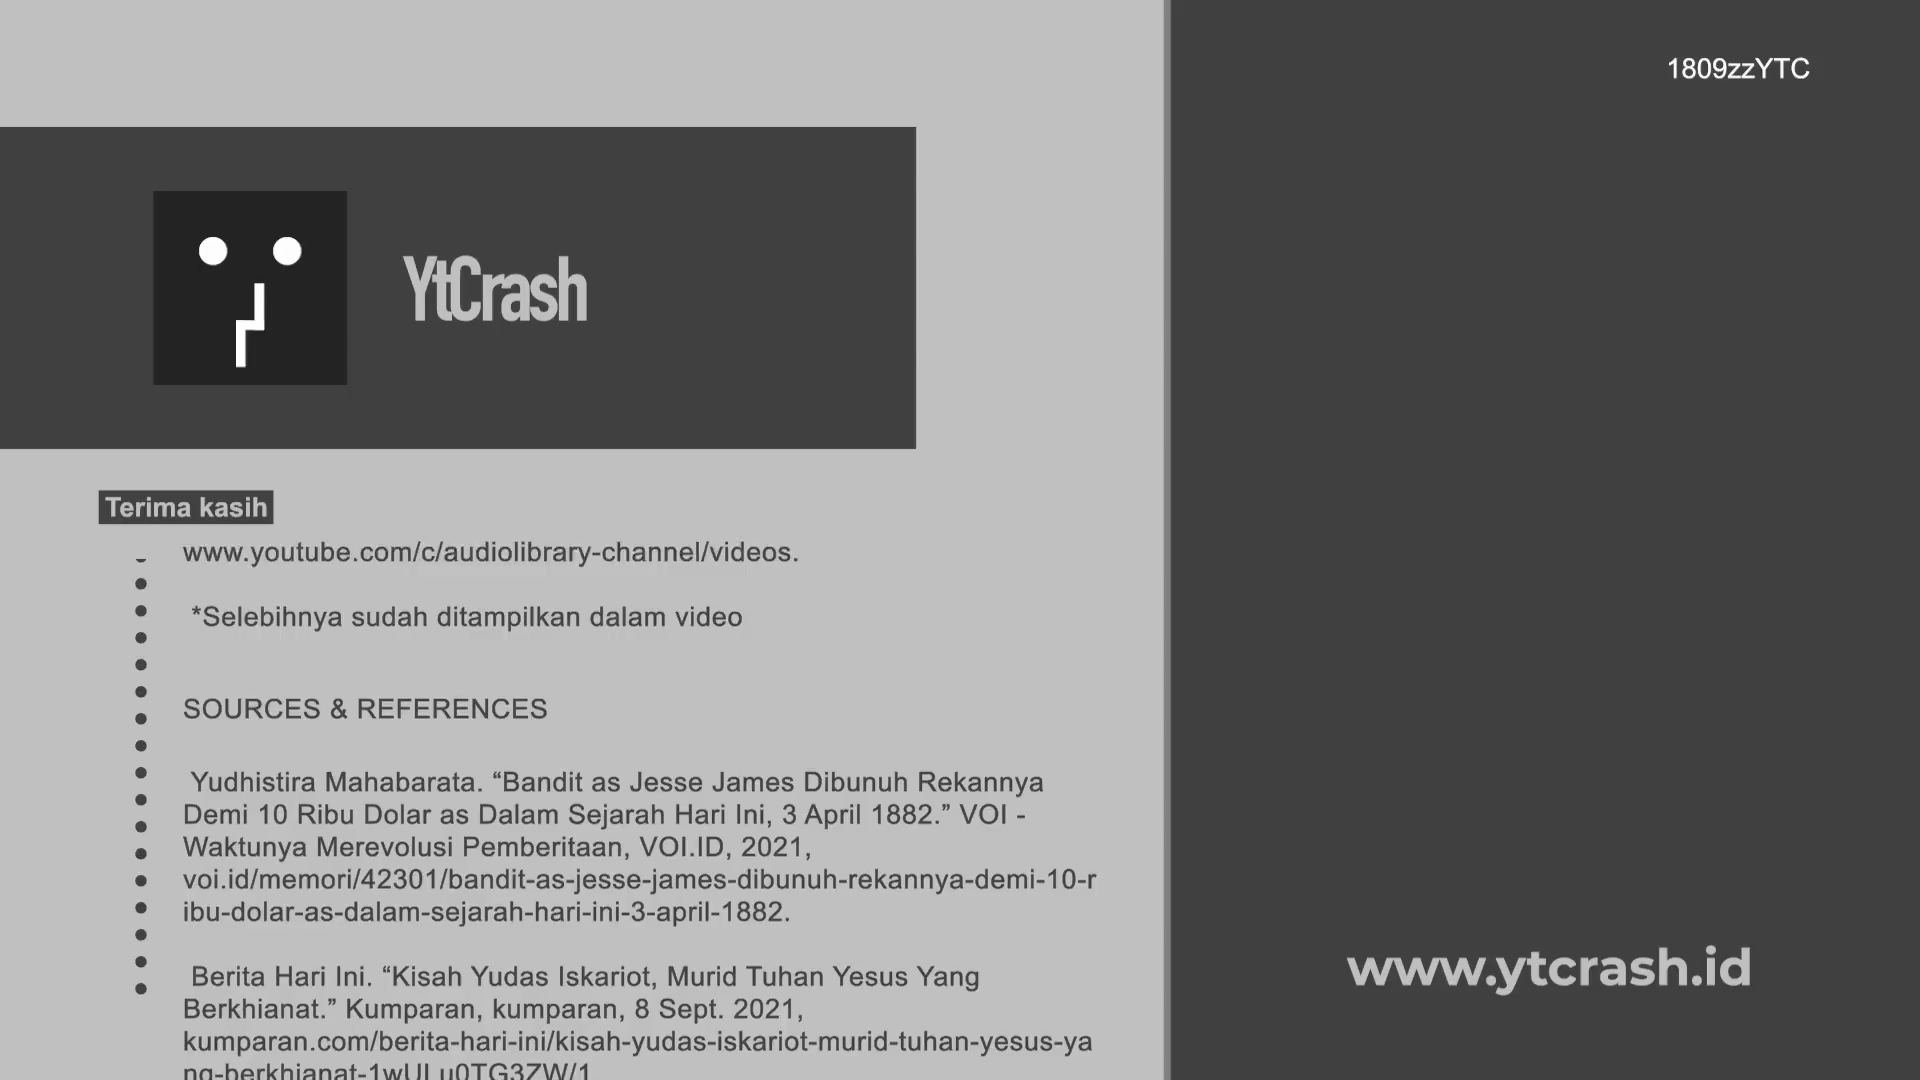 1809zzYTC
YtCrash
Terima kasih
www.youtube.com/c/audiolibrary-channel/videos.
*Selebihnya sudah ditampilkan dalam video
SOURCES & REFERENCES
Yudhistira Mahabarata. “Bandit as Jesse James Dibunuh Rekannya
Demi 10 Ribu Dolar as Dalam Sejarah Hari Ini, 3 April 1882.” VOI -
Waktunya Merevolusi Pemberitaan, VOI.ID, 2021,
voi.id/memori/42301/bandit-as-jesse-james-dibunuh-rekannya-demi-10-r
ibu-dolar-as-dalam-sejarah-hari-ini-3-april-1882.
Berita Hari Ini. “Kisah Yudas Iskariot, Murid Tuhan Yesus Yang
Berkhianat.” Kumparan, kumparan, 8 Sept. 2021,
kumparan.com/berita-hari-ini/kisah-yudas-iskariot-murid-tuhan-yesus-ya
ng-berkhianat-1wULu0TG3ZW/1
www.ytcrash.id